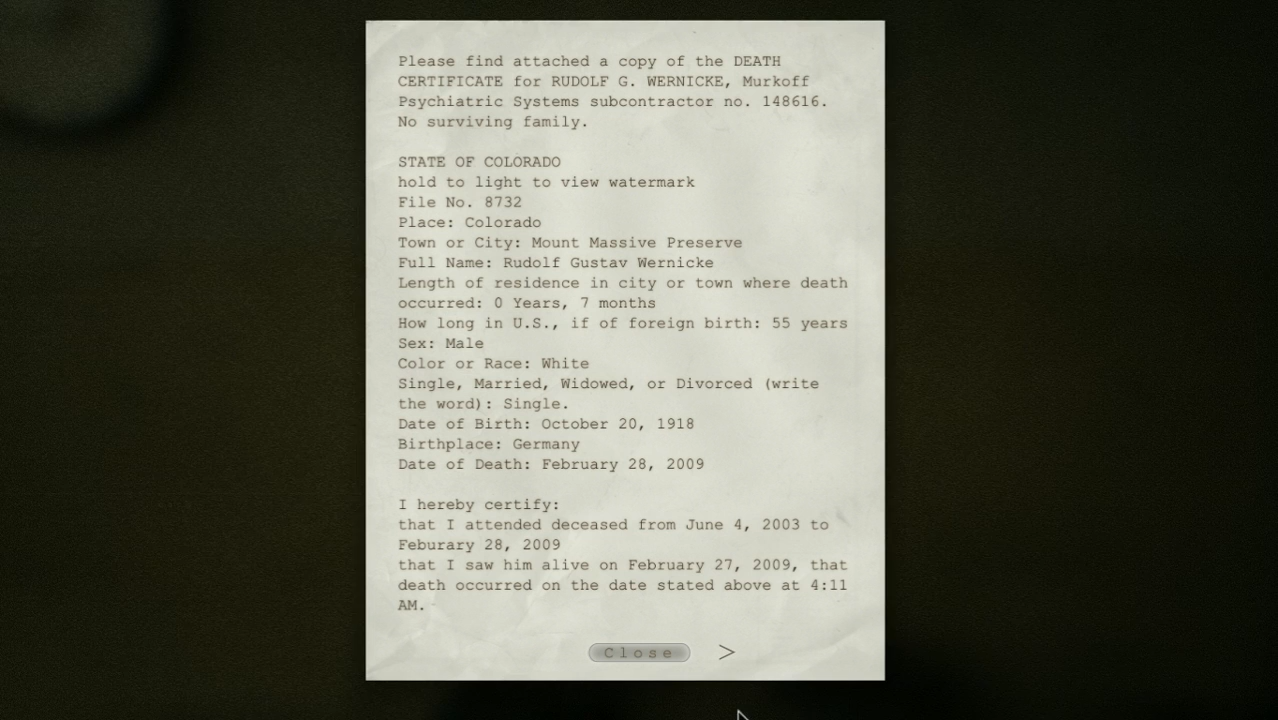 Please find attached a copy of the DEATH
CERTIFICATE for RUDOLF G. WERNICKE, Murkoff
Psychiatric Systems subcontractor no. 148616.
No surviving family.
STATE OF COLORADO
hold to light to view watermark
File No. 8732
Place: Colorado
Town or City: Mount Massive Preserve
Full Name: Rudolf Gustav Wernicke
Length of residence in city or town where death
occurred: 0 Years, 7 months
How long in U.S., if of foreign birth: 55 years
Sex: Male
Color or Race: White
Single, Married, Widowed, or Divorced (write
the word): Single.
Date of Birth: October 20, 1918
Birthplace: Germany
Date of Death: February 28, 2009
I hereby certify:
that I attended deceased from June 4, 2003 to
Feburary 28, 2009
that I saw him alive on February 27, 2009, that
death occurred on the date stated above at 4:11
AM.
Close >